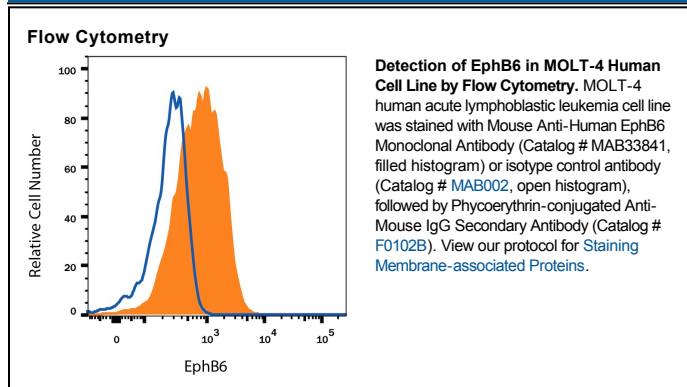 Flow Cytometry
100
80
60
40
20
0
Relative Cell Number
0 10³ 10⁴ 10⁵
EphB6
Detection of EphB6 in MOLT-4 Human
Cell Line by Flow Cytometry. MOLT-4
human acute lymphoblastic leukemia cell line
was stained with Mouse Anti-Human EphB6
Monoclonal Antibody (Catalog # MAB33841,
filled histogram) or isotype control antibody
(Catalog # MAB002, open histogram),
followed by Phycoerythrin-conjugated Anti-
Mouse IgG Secondary Antibody (Catalog #
F0102B). View our protocol for Staining
Membrane-associated Proteins.